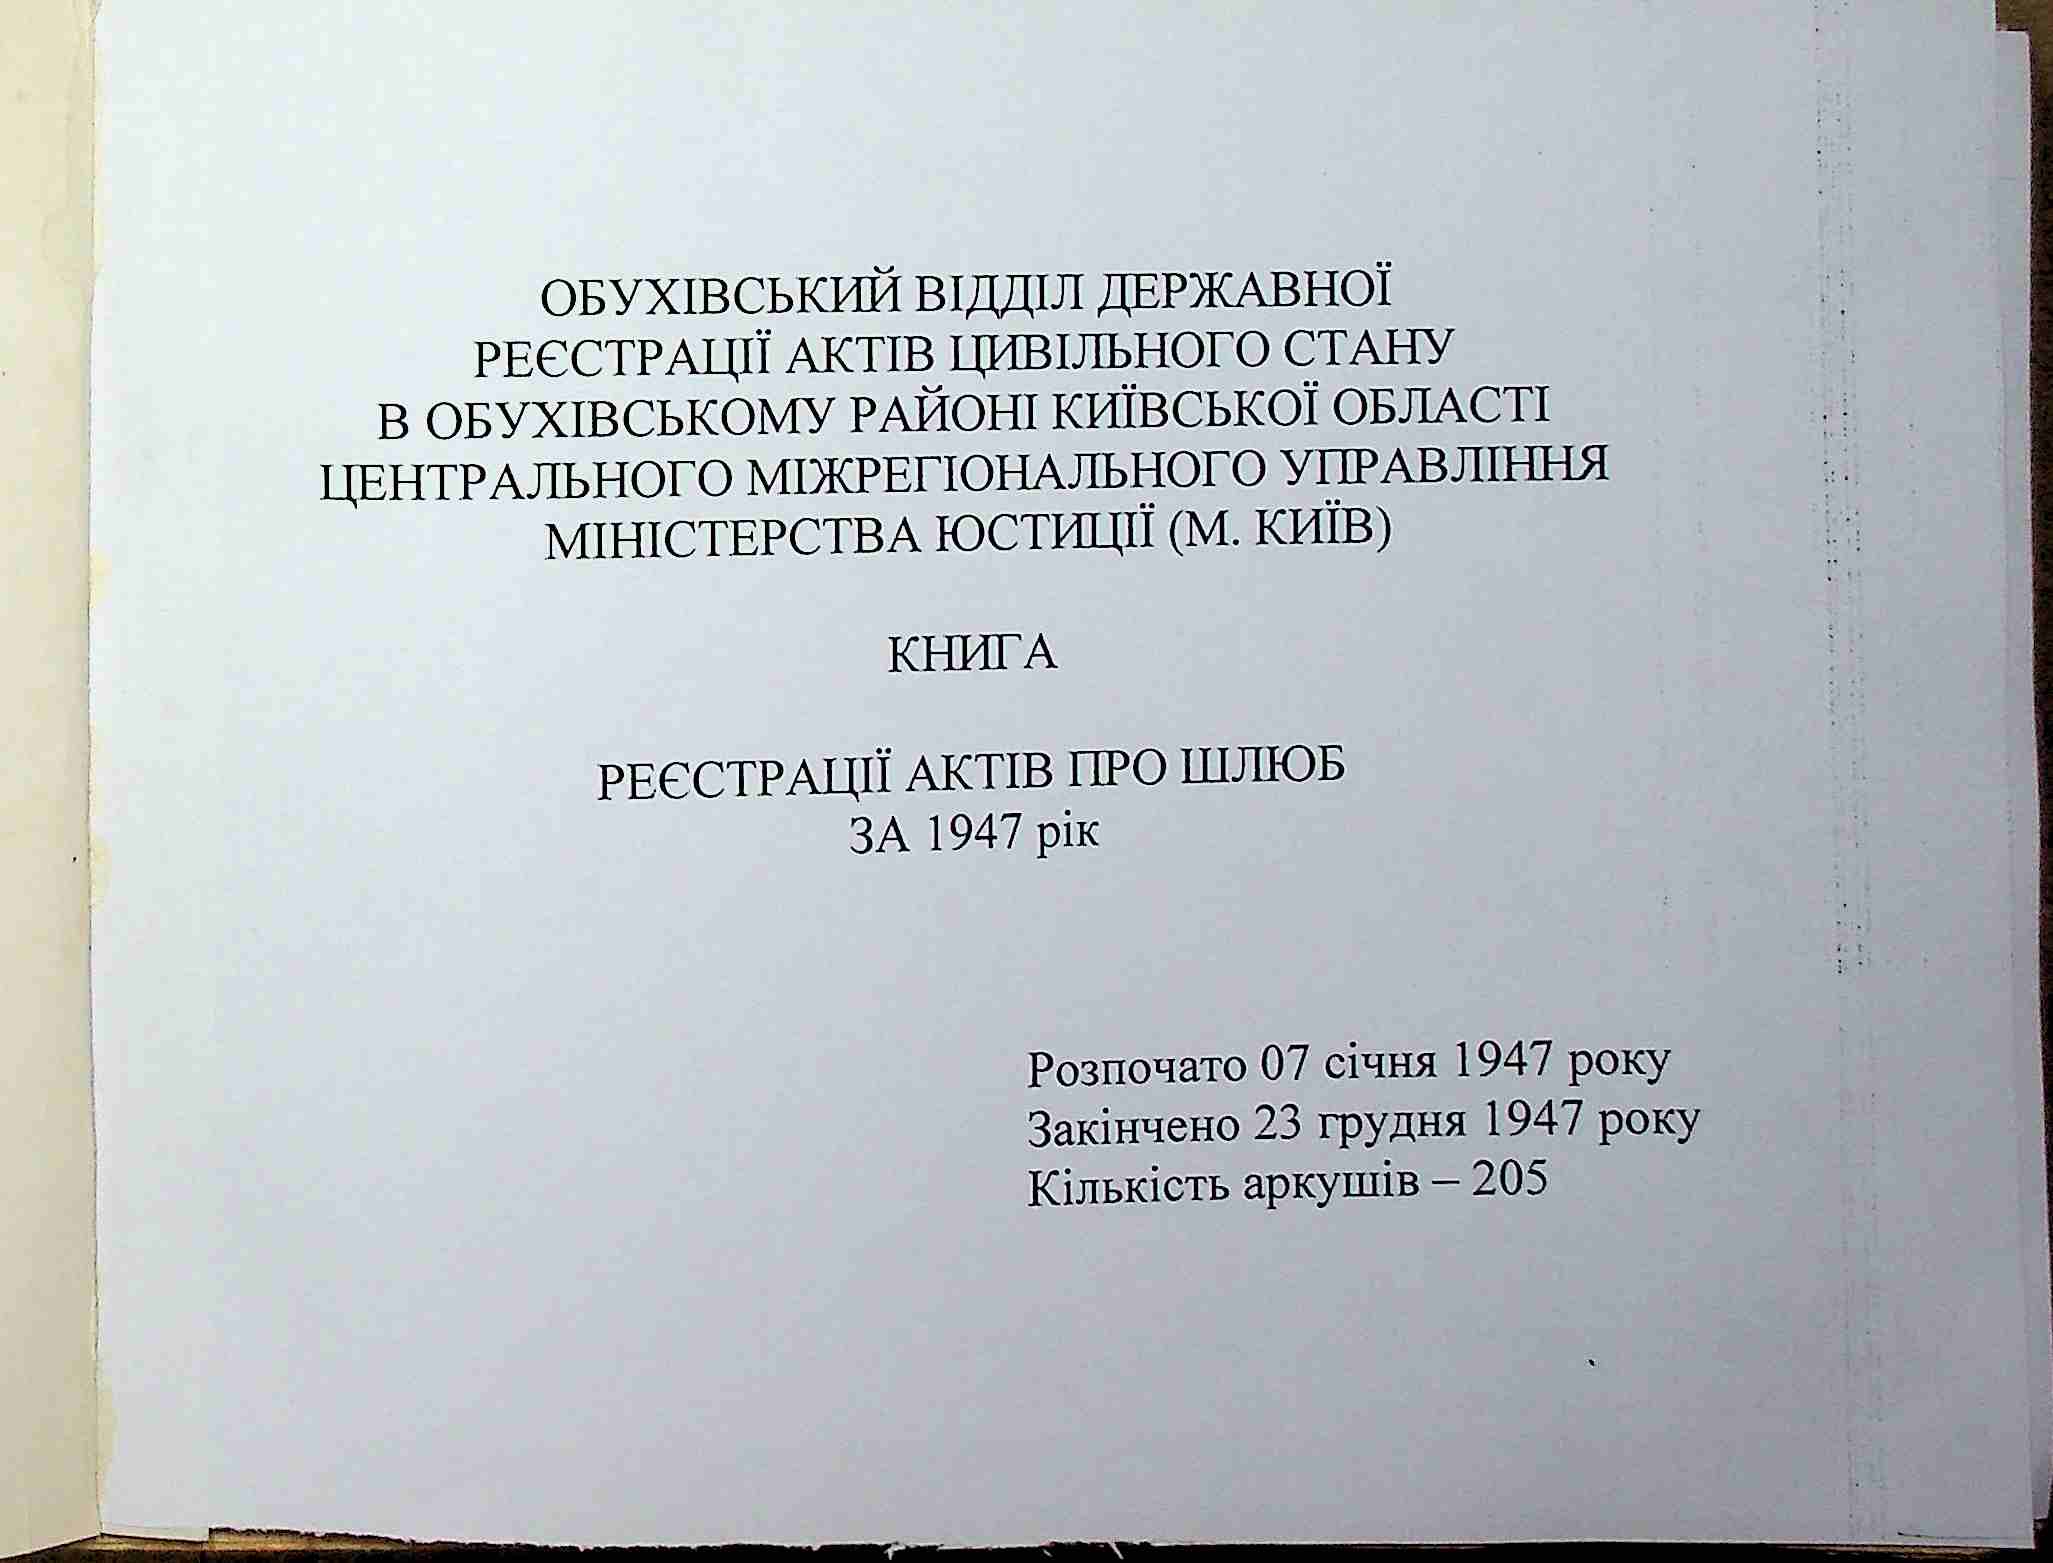 ОБУХІВСЬКИЙ ВІДДІЛ ДЕРЖАВНОЇ
РЕЄСТРАЦІЇ АКТІВ ЦИВІЛЬНОГО СТАНУ
В ОБУХІВСЬКОМУ РАЙОНІ КИЇВСЬКОЇ ОБЛАСТІ
ЦЕНТРАЛЬНОГО МІЖРЕГІОНАЛЬНОГО УПРАВЛІННЯ
МІНІСТЕРСТВА ЮСТИЦІЇ (М. КИЇВ)
КНИГА
РЕЄСТРАЦІЇ АКТІВ ПРО ШЛЮБ
ЗА 1947 рік
Розпочато 07 січня 1947 року
Закінчено 23 грудня 1947 року
Кількість аркушів – 205